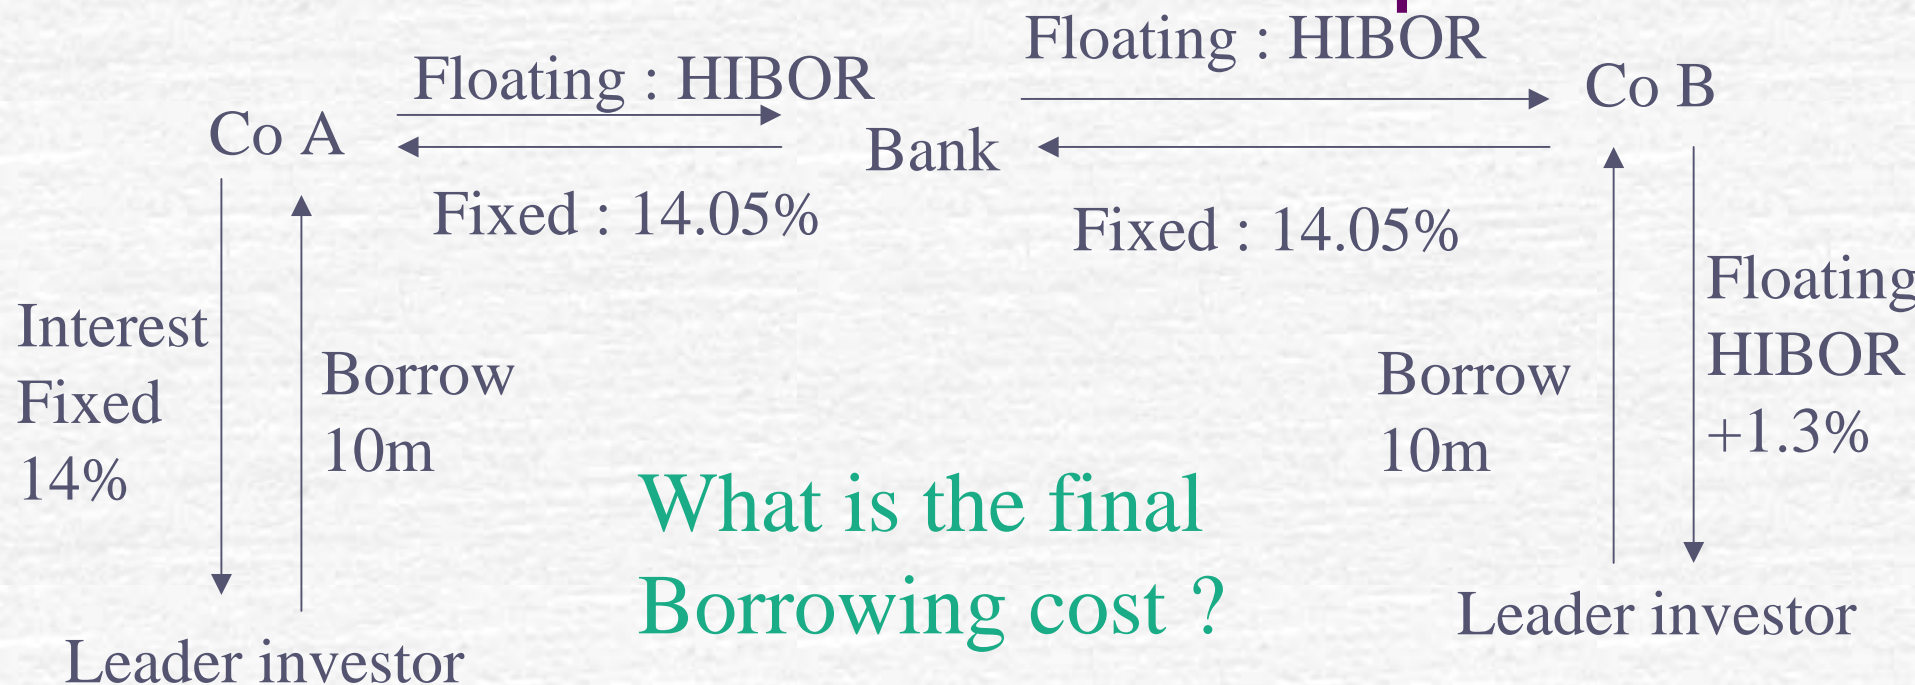 Floating : HIBOR
Floating : HIBOR
Co A
Bank
Co B
Fixed : 14.05%
Fixed : 14.05%
Interest
Fixed
14%
Borrow
10m
Borrow
10m
Floating
HIBOR
+1.3%
What is the final
Borrowing cost ?
Leader investor
Leader investor